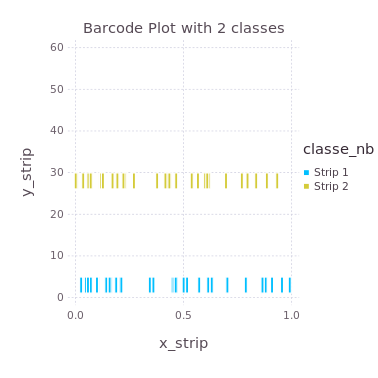 Barcode Plot with 2 classes
60
50
40
30
20
10
0
0.0
0.5
1.0
y_strip
x_strip
classe_nb
Strip 1
Strip 2